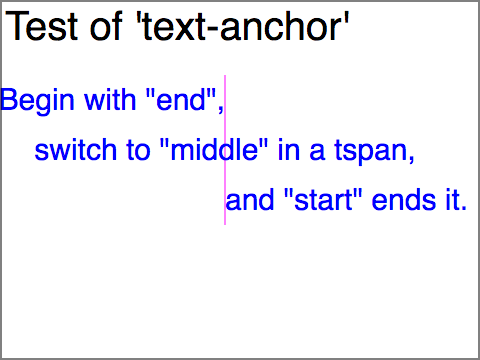 Test of 'text-anchor'
Begin with "end",
switch to "middle" in a tspan,
and "start" ends it.